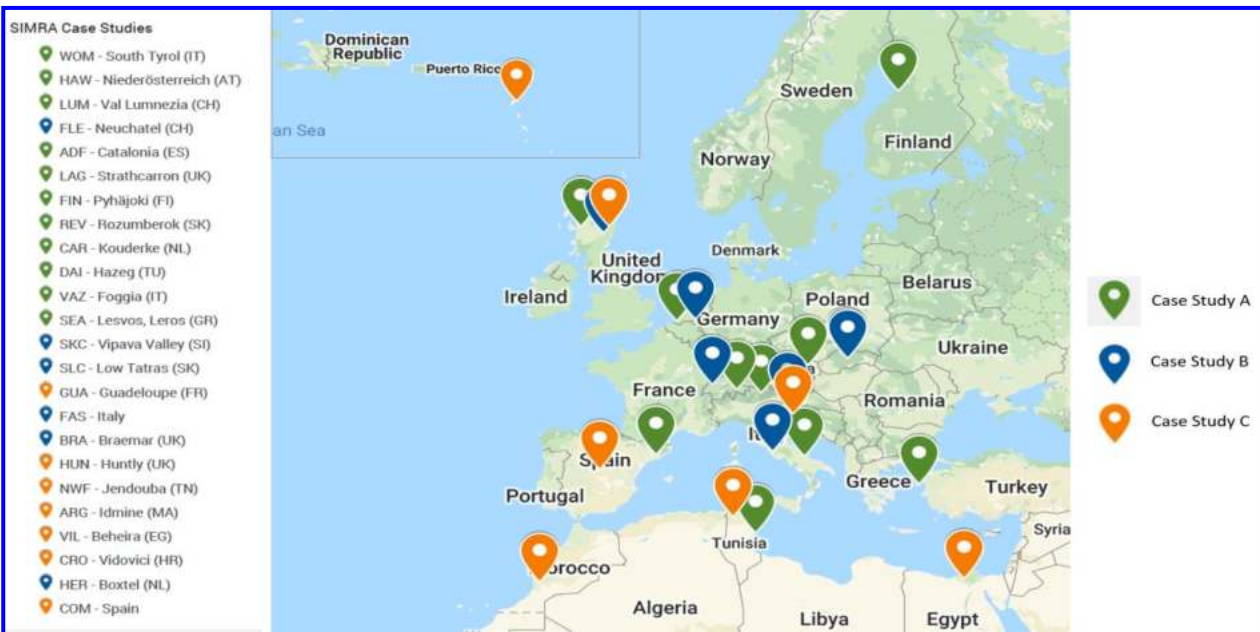 SIMRA Case Studies
WOM - South Tyrol (IT)
HAW - Niederösterreich (AT)
LUM - Val Lumnezia (CH)
FLE - Neuchatel (CH)
ADF - Catalonia (ES)
LAG - Strathcarron (UK)
FIN - Pyhäjoki (FI)
REV - Rozumberok (SK)
CAR - Kouderke (NL)
DAI - Hazeg (TU)
VAZ - Foggia (IT)
SEA - Lesvos, Leros (GR)
SKC - Vipava Valley (SI)
SLC - Low Tatras (SK)
GUA - Guadeloupe (FR)
FAS - Italy
BRA - Braemar (UK)
HUN - Huntly (UK)
NWF - Jendouba (TN)
ARG - Idmine (MA)
VIL - Beheira (EG)
CRO - Vidovici (HR)
HER - Boxtel (NL)
COM - Spain
Dominican
Republic
Puerto Ric
an Sea
Sweden
Finland
Norway
Denmark
United
Kingdom
Ireland
Belarus
Poland
Germany
Ukraine
France
Romania
It
Spain
Portugal
Greece
Turkey
Syria
Tunisia
orocco
Algeria
Libya
Egypt
Case Study A
Case Study B
Case Study C